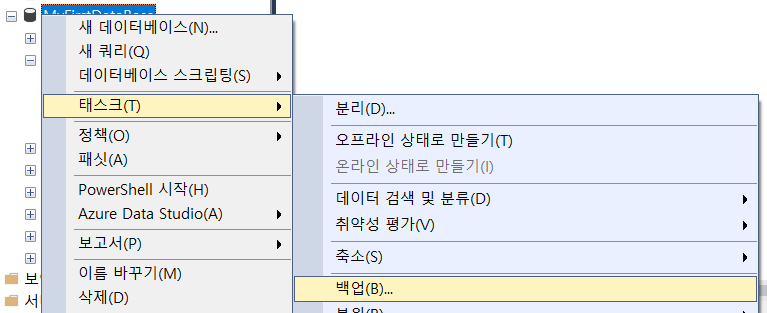 MyFirstDataBase
새 데이터베이스(N)...
새 쿼리(Q)
데이터베이스 스크립팅(S)
태스크(T)
정책(O)
패싯(A)
PowerShell 시작(H)
Azure Data Studio(A)
보고서(P)
이름 바꾸기(M)
삭제(D)
분리(D)...
오프라인 상태로 만들기(T)
온라인 상태로 만들기(I)
데이터 검색 및 분류(D)
취약성 평가(V)
축소(S)
백업(B)...